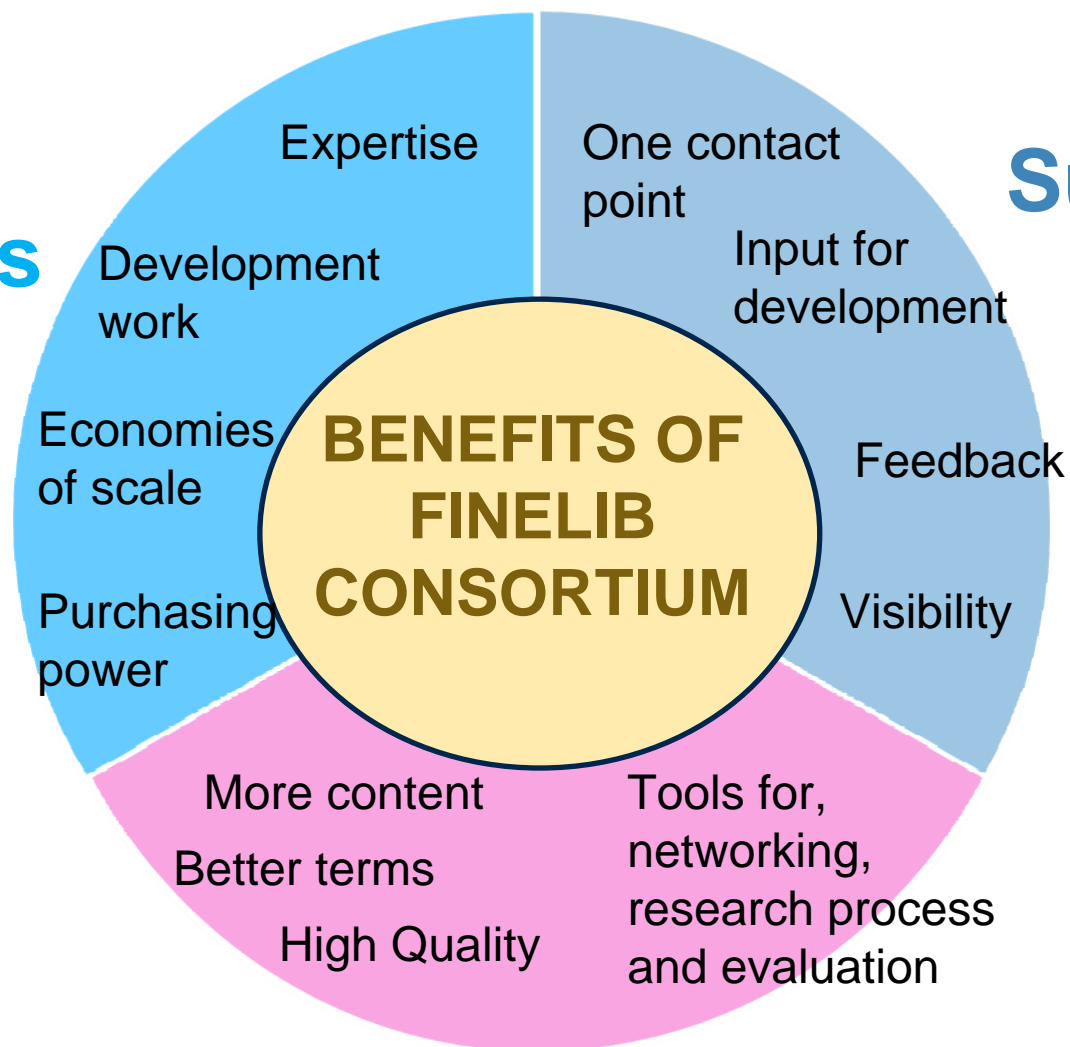 Expertise
Development
work
Economies
of scale
Purchasing
power
One contact
point
Input for
development
Feedback
Visibility
BENEFITS OF
FINELIB
CONSORTIUM
More content
Better terms
High Quality
Tools for,
networking,
research process
and evaluation